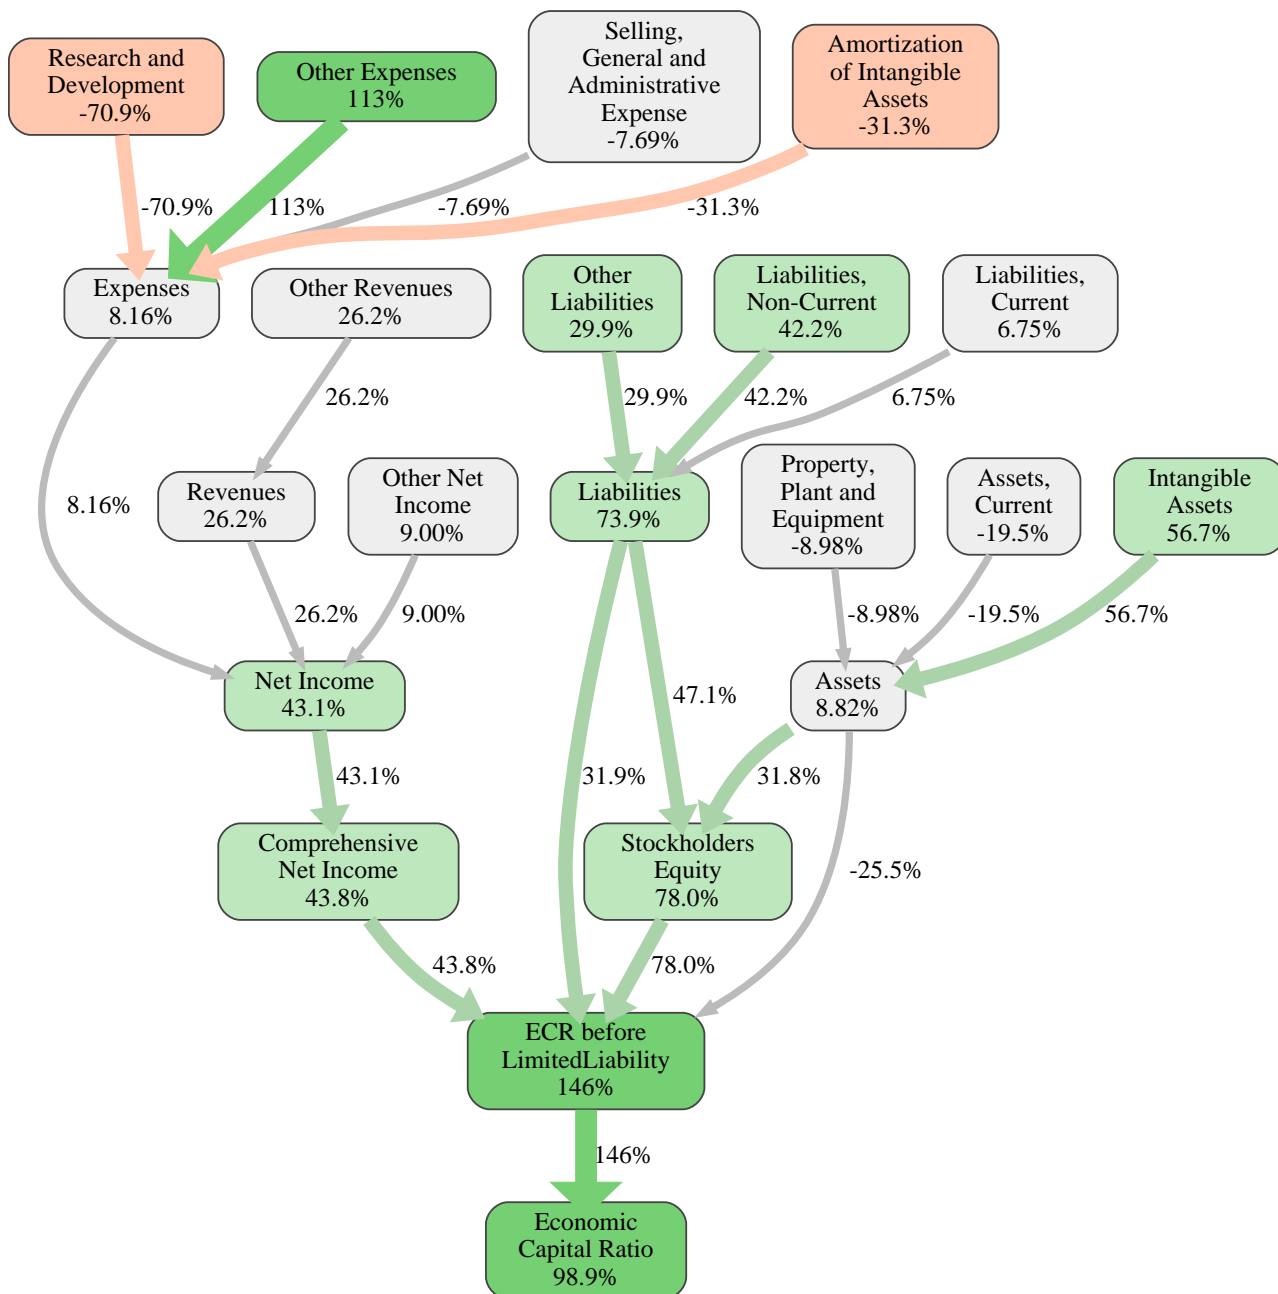 Research and
Development
-70.9%
Other Expenses
113%
Selling,
General and
Administrative
Expense
-7.69%
Amortization
of Intangible
Assets
-31.3%
-70.9%
113%
-7.69%
-31.3%
Expenses
8.16%
Other Revenues
26.2%
Other
Liabilities
29.9%
Liabilities,
Non-Current
42.2%
Liabilities,
Current
6.75%
26.2%
29.9%
42.2%
6.75%
8.16%
Revenues
26.2%
Other Net
Income
9.00%
Liabilities
73.9%
Property,
Plant and
Equipment
-8.98%
Assets,
Current
-19.5%
Intangible
Assets
56.7%
26.2%
9.00%
-8.98%
-19.5%
56.7%
Net Income
43.1%
47.1%
Assets
8.82%
43.1%
31.9%
31.8%
Comprehensive
Net Income
43.8%
Stockholders
Equity
78.0%
-25.5%
43.8%
78.0%
ECR before
LimitedLiability
146%
146%
Economic
Capital Ratio
98.9%